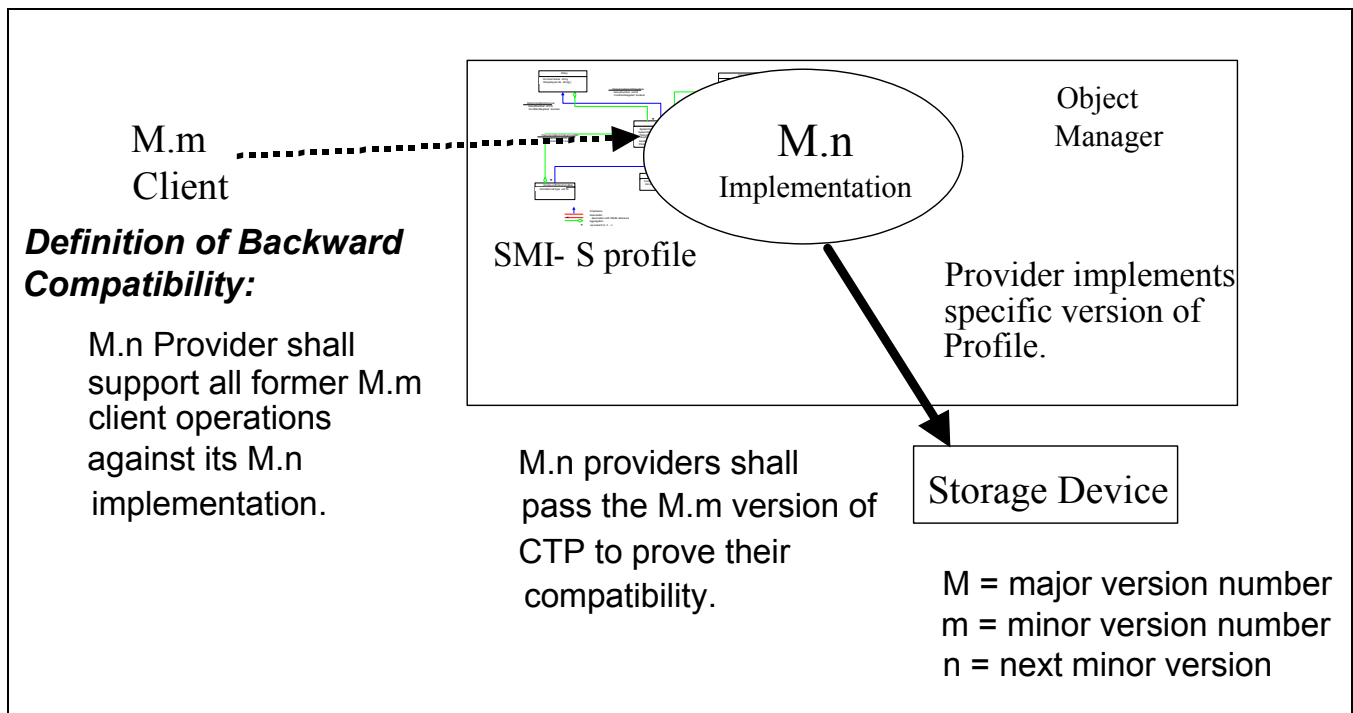 M.m
Client
Definition of Backward
Compatibility:
M.n Provider shall
support all former M.m
client operations
against its M.n
implementation.
M.n
Implementation
Object
Manager
SMI- S profile
Provider implements
specific version of
Profile.
M.n providers shall
pass the M.m version of
CTP to prove their
compatibility.
Storage Device
M = major version number
m = minor version number
n = next minor version